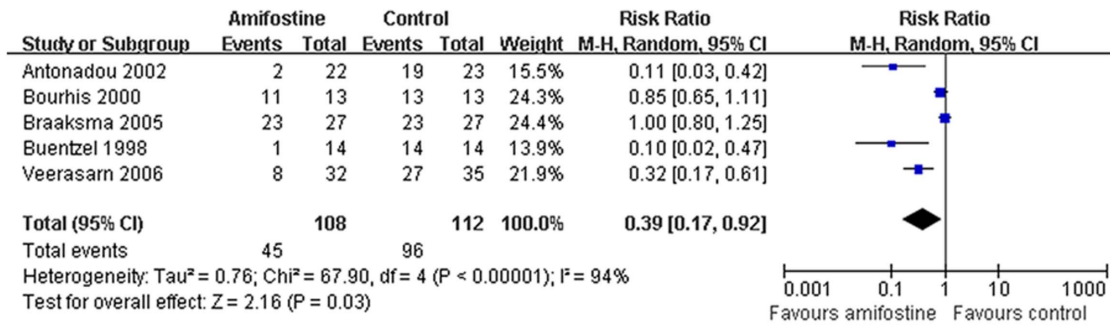 Amifostine Control Risk Ratio Risk Ratio
Study or Subgroup Events Total Events Total Weight M-H, Random, 95% CI M-H, Random, 95% CI
Antonadou 2002 2 22 19 23 15.5% 0.11 [0.03, 0.42]
Bourhis 2000 11 13 13 13 24.3% 0.85 [0.65, 1.11]
Braaksma 2005 23 27 23 27 24.4% 1.00 [0.80, 1.25]
Buentzel 1998 1 14 14 14 13.9% 0.10 [0.02, 0.47]
Veerasarn 2006 8 32 27 35 21.9% 0.32 [0.17, 0.61]
Total (95% CI) 108 112 100.0% 0.39 [0.17, 0.92]
Total events 45 96
Heterogeneity: Tau² = 0.76; Chi² = 67.90, df = 4 (P < 0.00001); I² = 94%
Test for overall effect: Z = 2.16 (P = 0.03)
0.001 0.1 1 10 1000
Favours amifostine Favours control